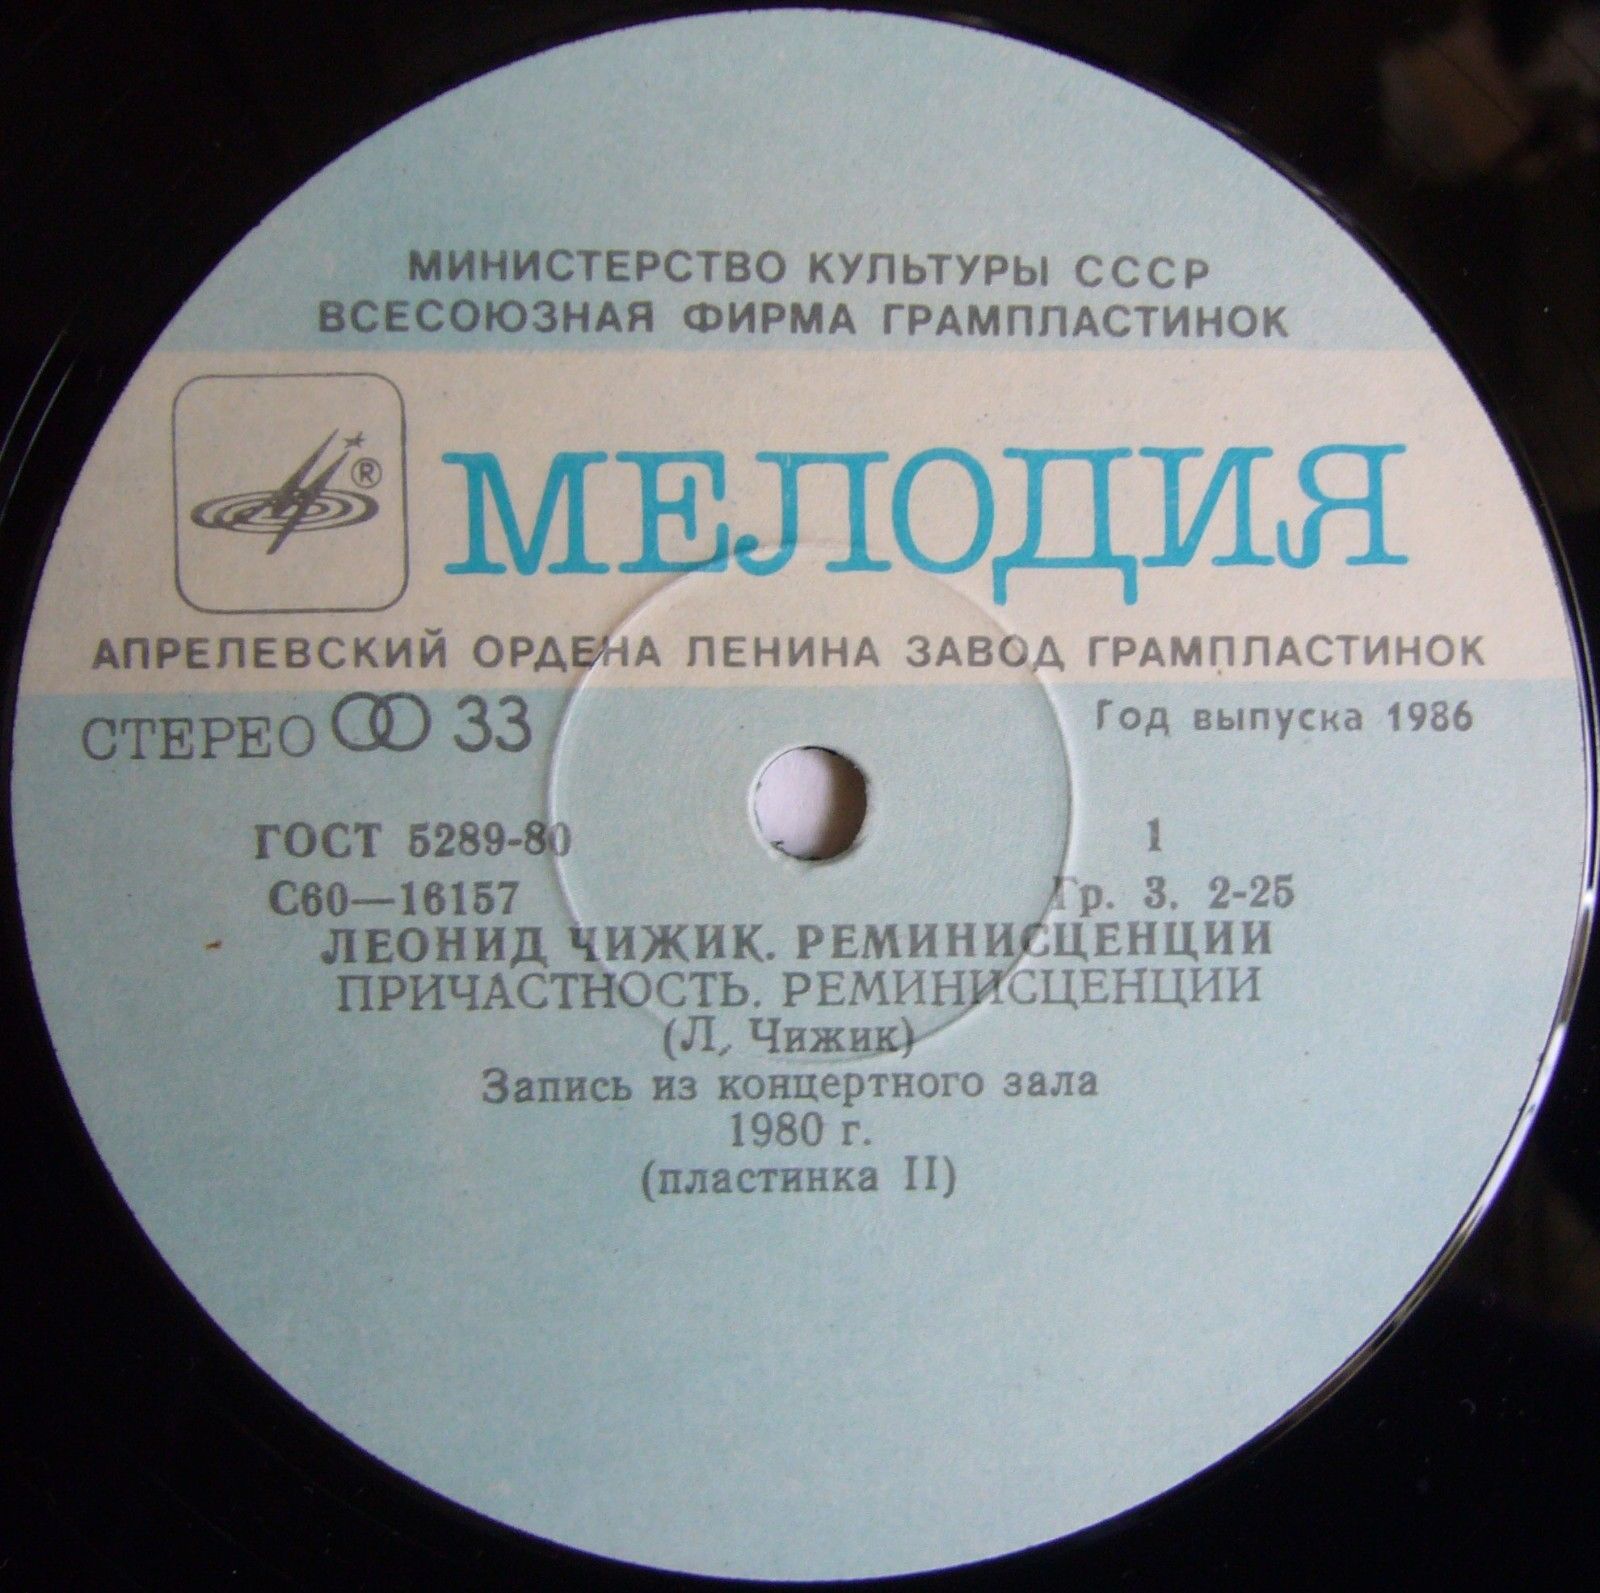 МИНИСТЕРСТВО КУЛЬТУРЫ СССР
ВСЕСОЮЗНАЯ ФИРМА ГРАМПЛАСТИНОК
®
МЕЛОДИЯ
АПРЕЛЕВСКИЙ ОРДЕНА ЛЕНИНА ЗАВОД ГРАМПЛАСТИНОК
СТЕРЕО 33
Год выпуска 1986
ГОСТ 5289-80
1
С60—16157
Гр. 3. 2-25
ЛЕОНИД ЧИЖИК. РЕМИНИСЦЕНЦИИ
ПРИЧАСТНОСТЬ. РЕМИНИСЦЕНЦИИ
(Л. Чижик)
Запись из концертного зала
1980 г.
(пластинка II)